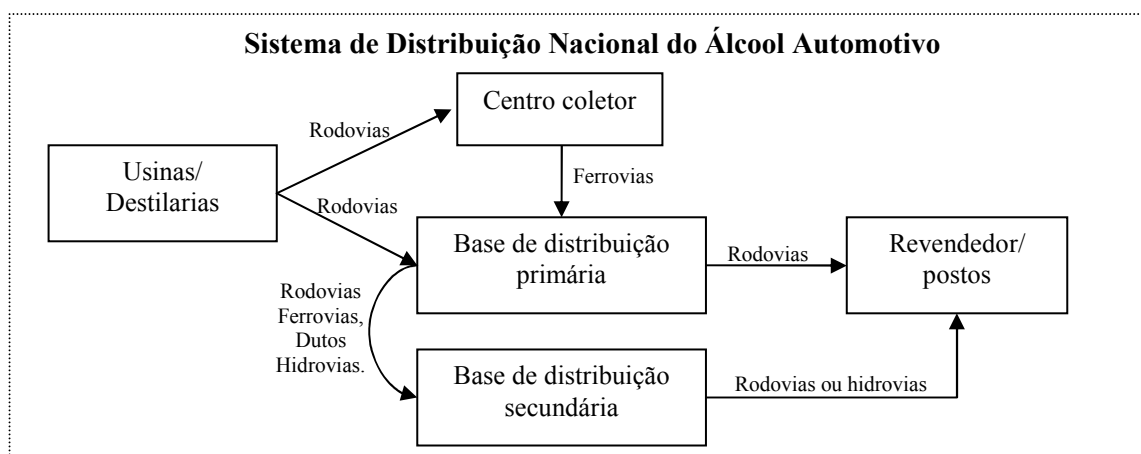 Sistema de Distribuição Nacional do Álcool Automotivo
Centro coletor
Rodovias
Usinas/
Destilarias
Ferrovias
Rodovias
Base de distribuição
primária
Rodovias
Revendedor/
postos
Rodovias
Ferrovias,
Dutos
Hidrovias.
Base de distribuição
secundária
Rodovias ou hidrovias